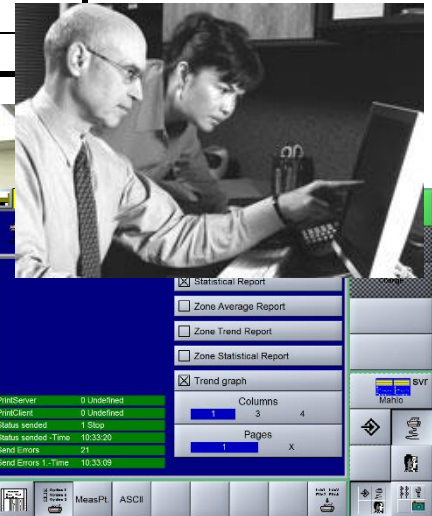 Statistical Report
change
Zone Average Report
Zone Trend Report
Zone Statistical Report
Trend graph
Columns
1 3 4
Pages
1 X
svr
Mahlo
PrintServer 0 Undefined
PrintClient 0 Undefined
Status sended 1 Stop
Status sended -Time 10:33:20
Send Errors 21
Send Errors 1.-Time 10:33:09
MeasPt.
ASCII